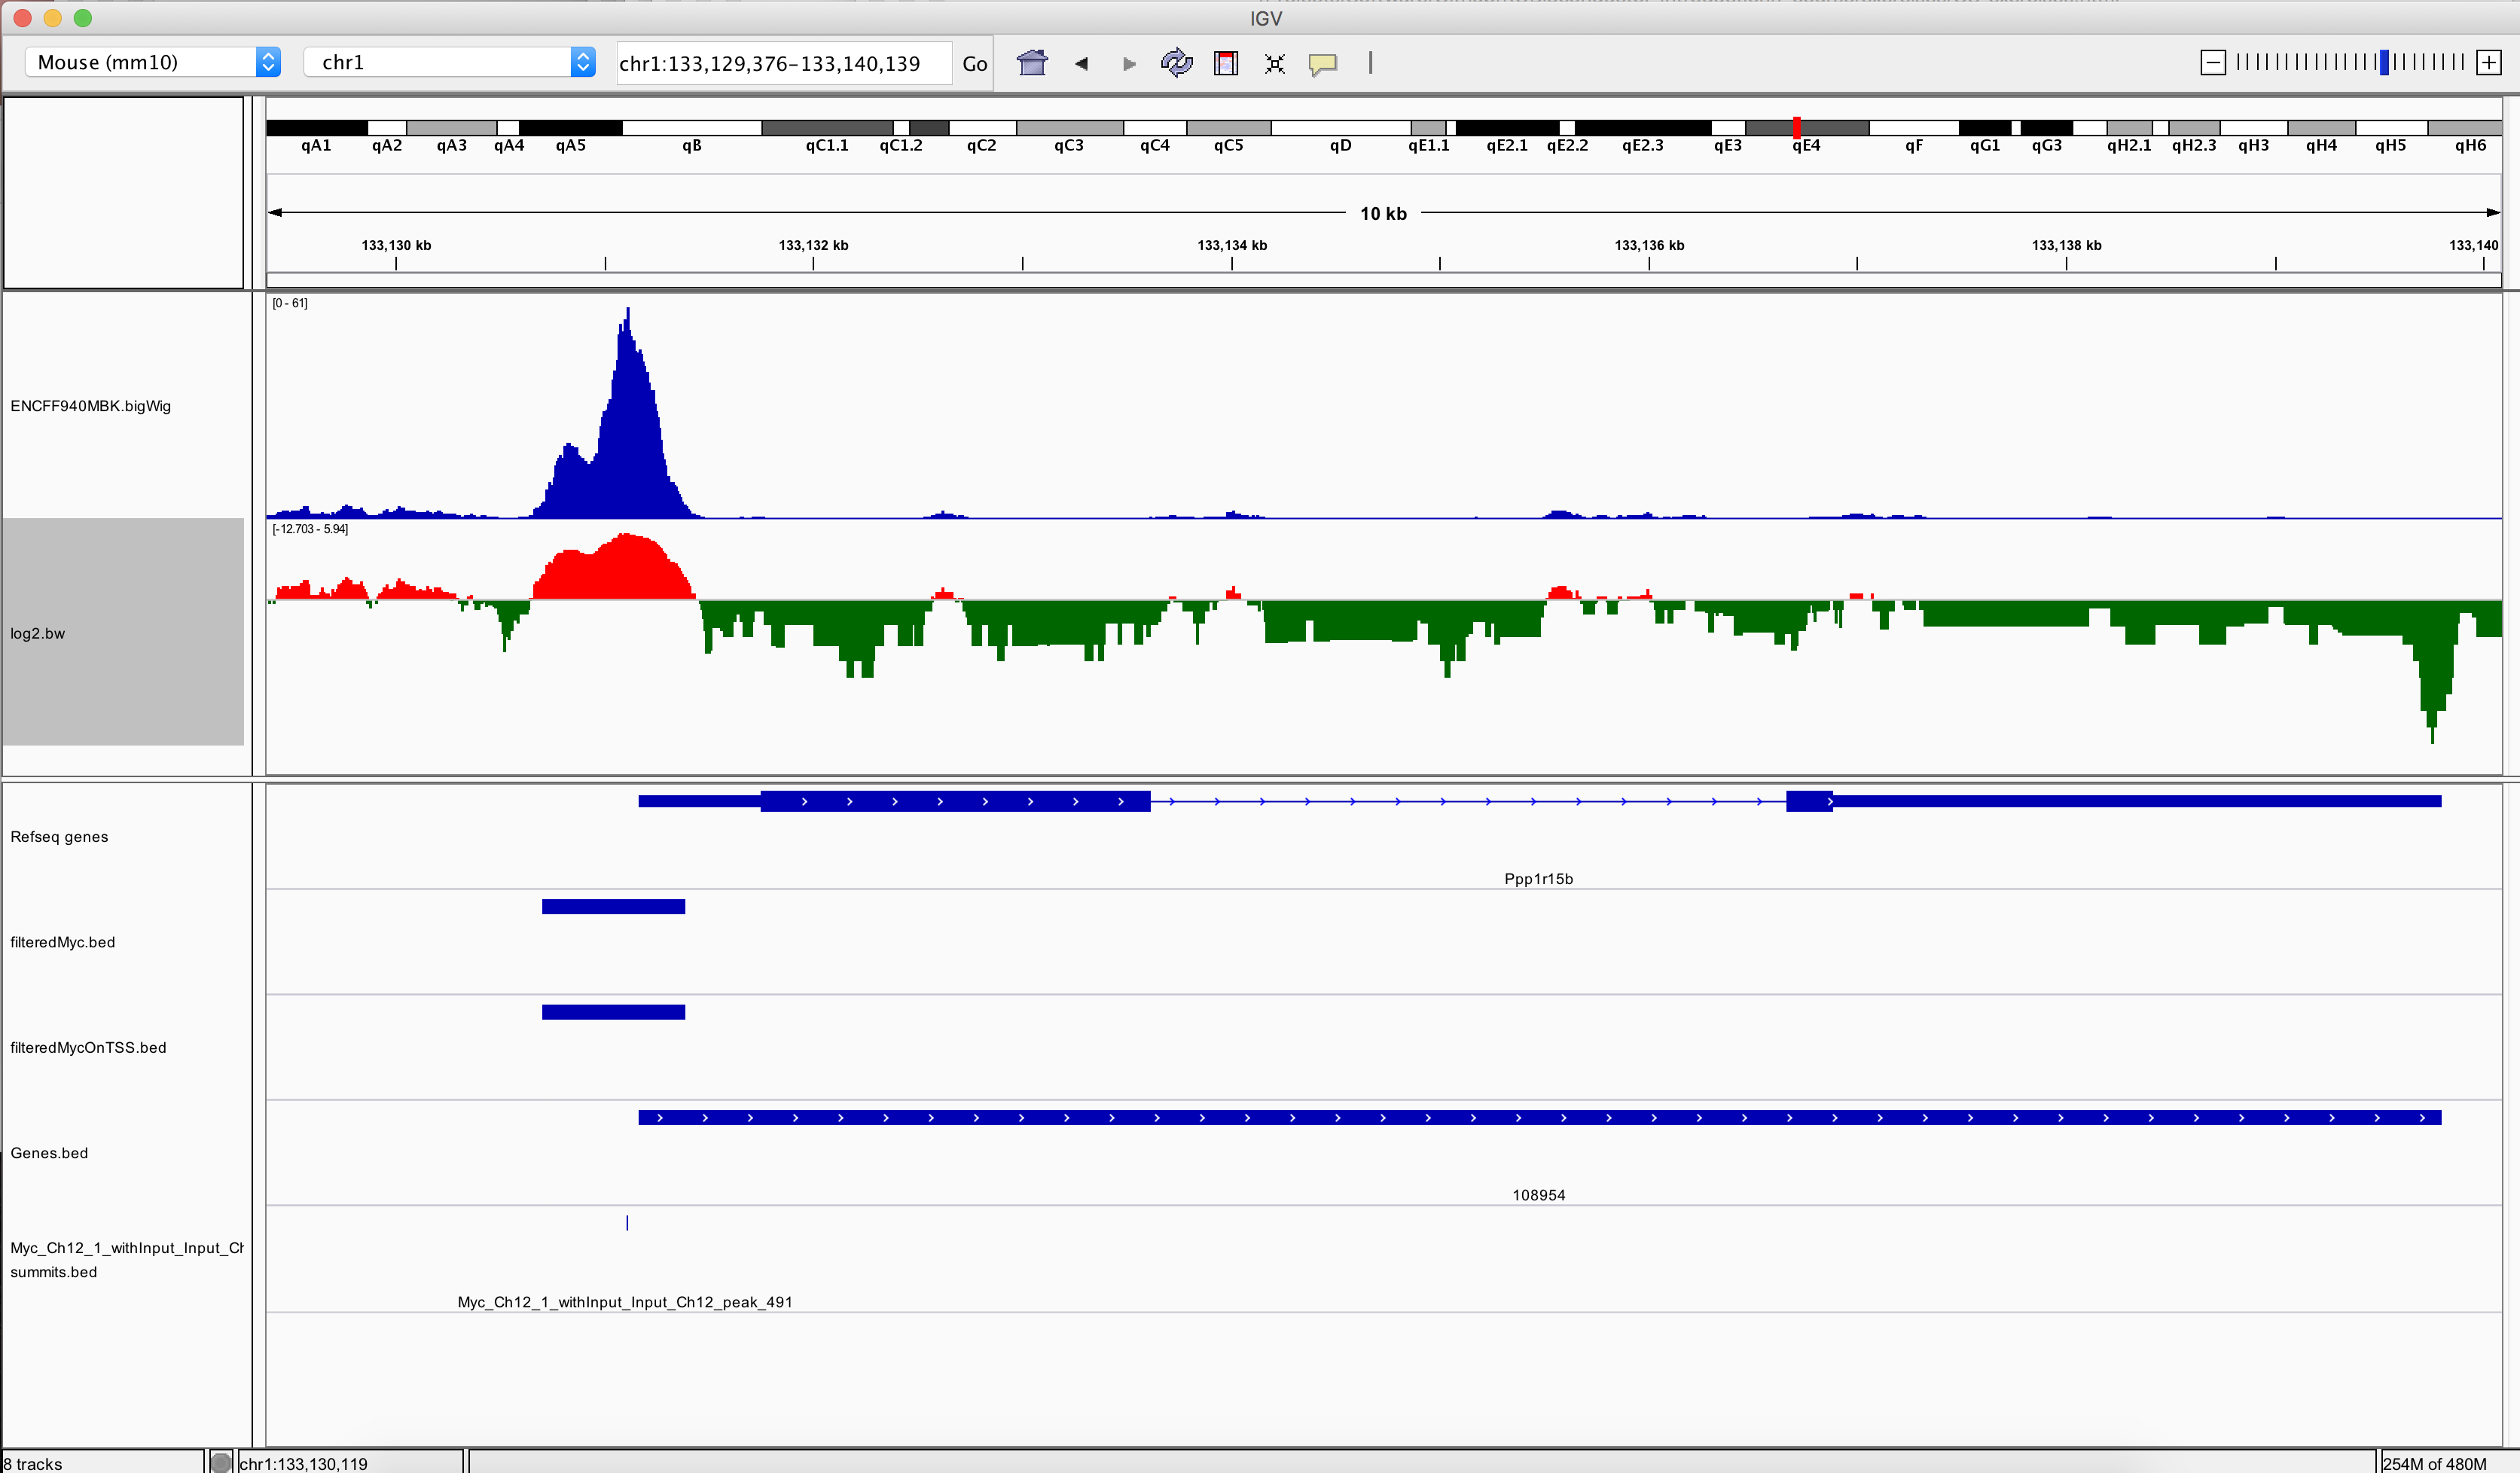 IGV
Mouse (mm10) chr1 chr1:133,129,376-133,140,139 Go
qA1 qA2 qA3 qA4 qA5 qB qC1.1 qC1.2 qC2 qC3 qC4 qC5 qD qE1.1 qE2.1 qE2.2 qE2.3 qE3 qE4 qF qG1 qG3 qH2.1 qH2.3 qH3 qH4 qH5 qH6
10 kb
133,130 kb 133,132 kb 133,134 kb 133,136 kb 133,138 kb 133,140
[0 - 61]
ENCFF940MBK.bigWig
[-12.703 - 5.94]
log2.bw
Refseq genes
Ppp1r15b
filteredMyc.bed
filteredMycOnTSS.bed
Genes.bed
108954
Myc_Ch12_1_withInput_Input_Ch
summits.bed
Myc_Ch12_1_withInput_Input_Ch12_peak_491
8 tracks chr1:133,130,119 254M of 480M